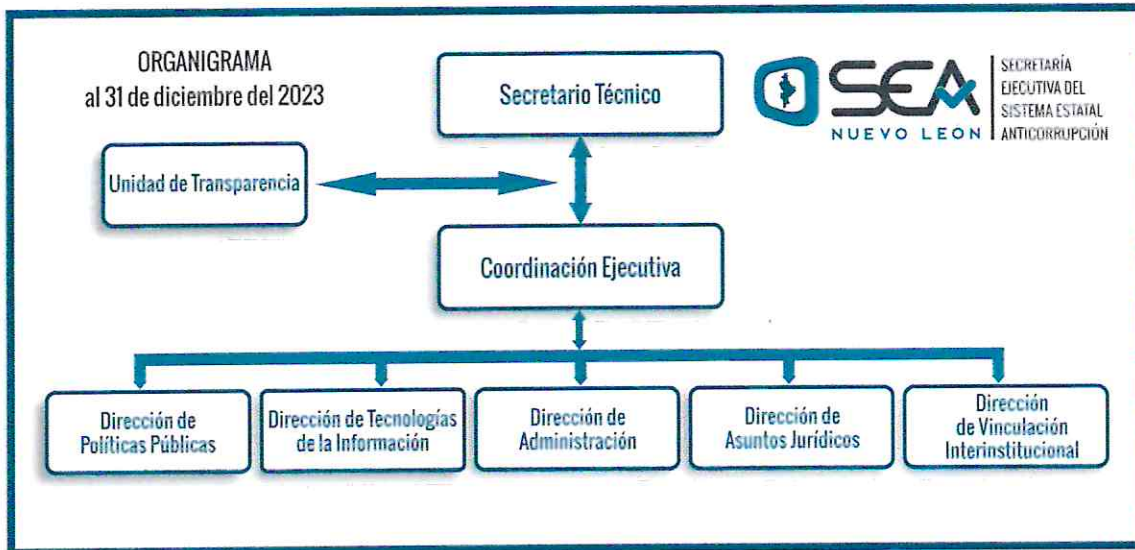 ORGANIGRAMA
al 31 de diciembre del 2023
Secretario Técnico
SEA
NUEVO LEON
SECRETARÍA
EJECUTIVA DEL
SISTEMA ESTATAL
ANTICORRUPCIÓN
Unidad de Transparencia
Coordinación Ejecutiva
Dirección de
Políticas Públicas
Dirección de Tecnologías
de la Información
Dirección de
Administración
Dirección de
Asuntos Jurídicos
Dirección
de Vinculación
Interinstitucional